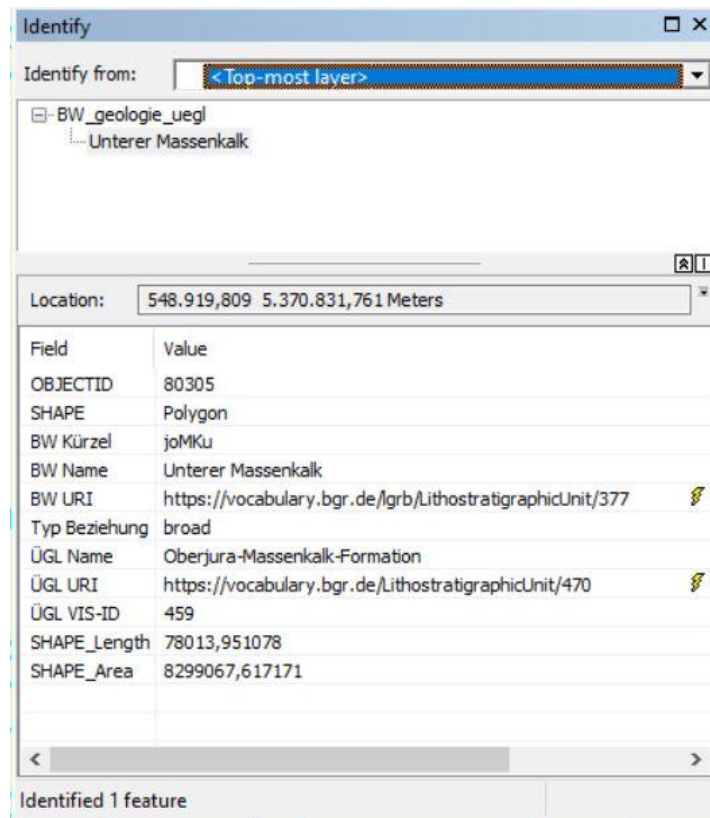 Identify
Identify from: <Top-most layer>
BW_geologie_uegl
Unterer Massenkalk
Location: 548.919,809 5.370.831,761 Meters
Field Value
OBJECTID 80305
SHAPE Polygon
BW Kürzel joMKu
BW Name Unterer Massenkalk
BW URI https://vocabulary.bgr.de/lgrb/LithostratigraphicUnit/377
Typ Beziehung broad
ÜGL Name Oberjura-Massenkalk-Formation
ÜGL URI https://vocabulary.bgr.de/LithostratigraphicUnit/470
ÜGL VIS-ID 459
SHAPE_Length 78013,951078
SHAPE_Area 8299067,617171
Identified 1 feature